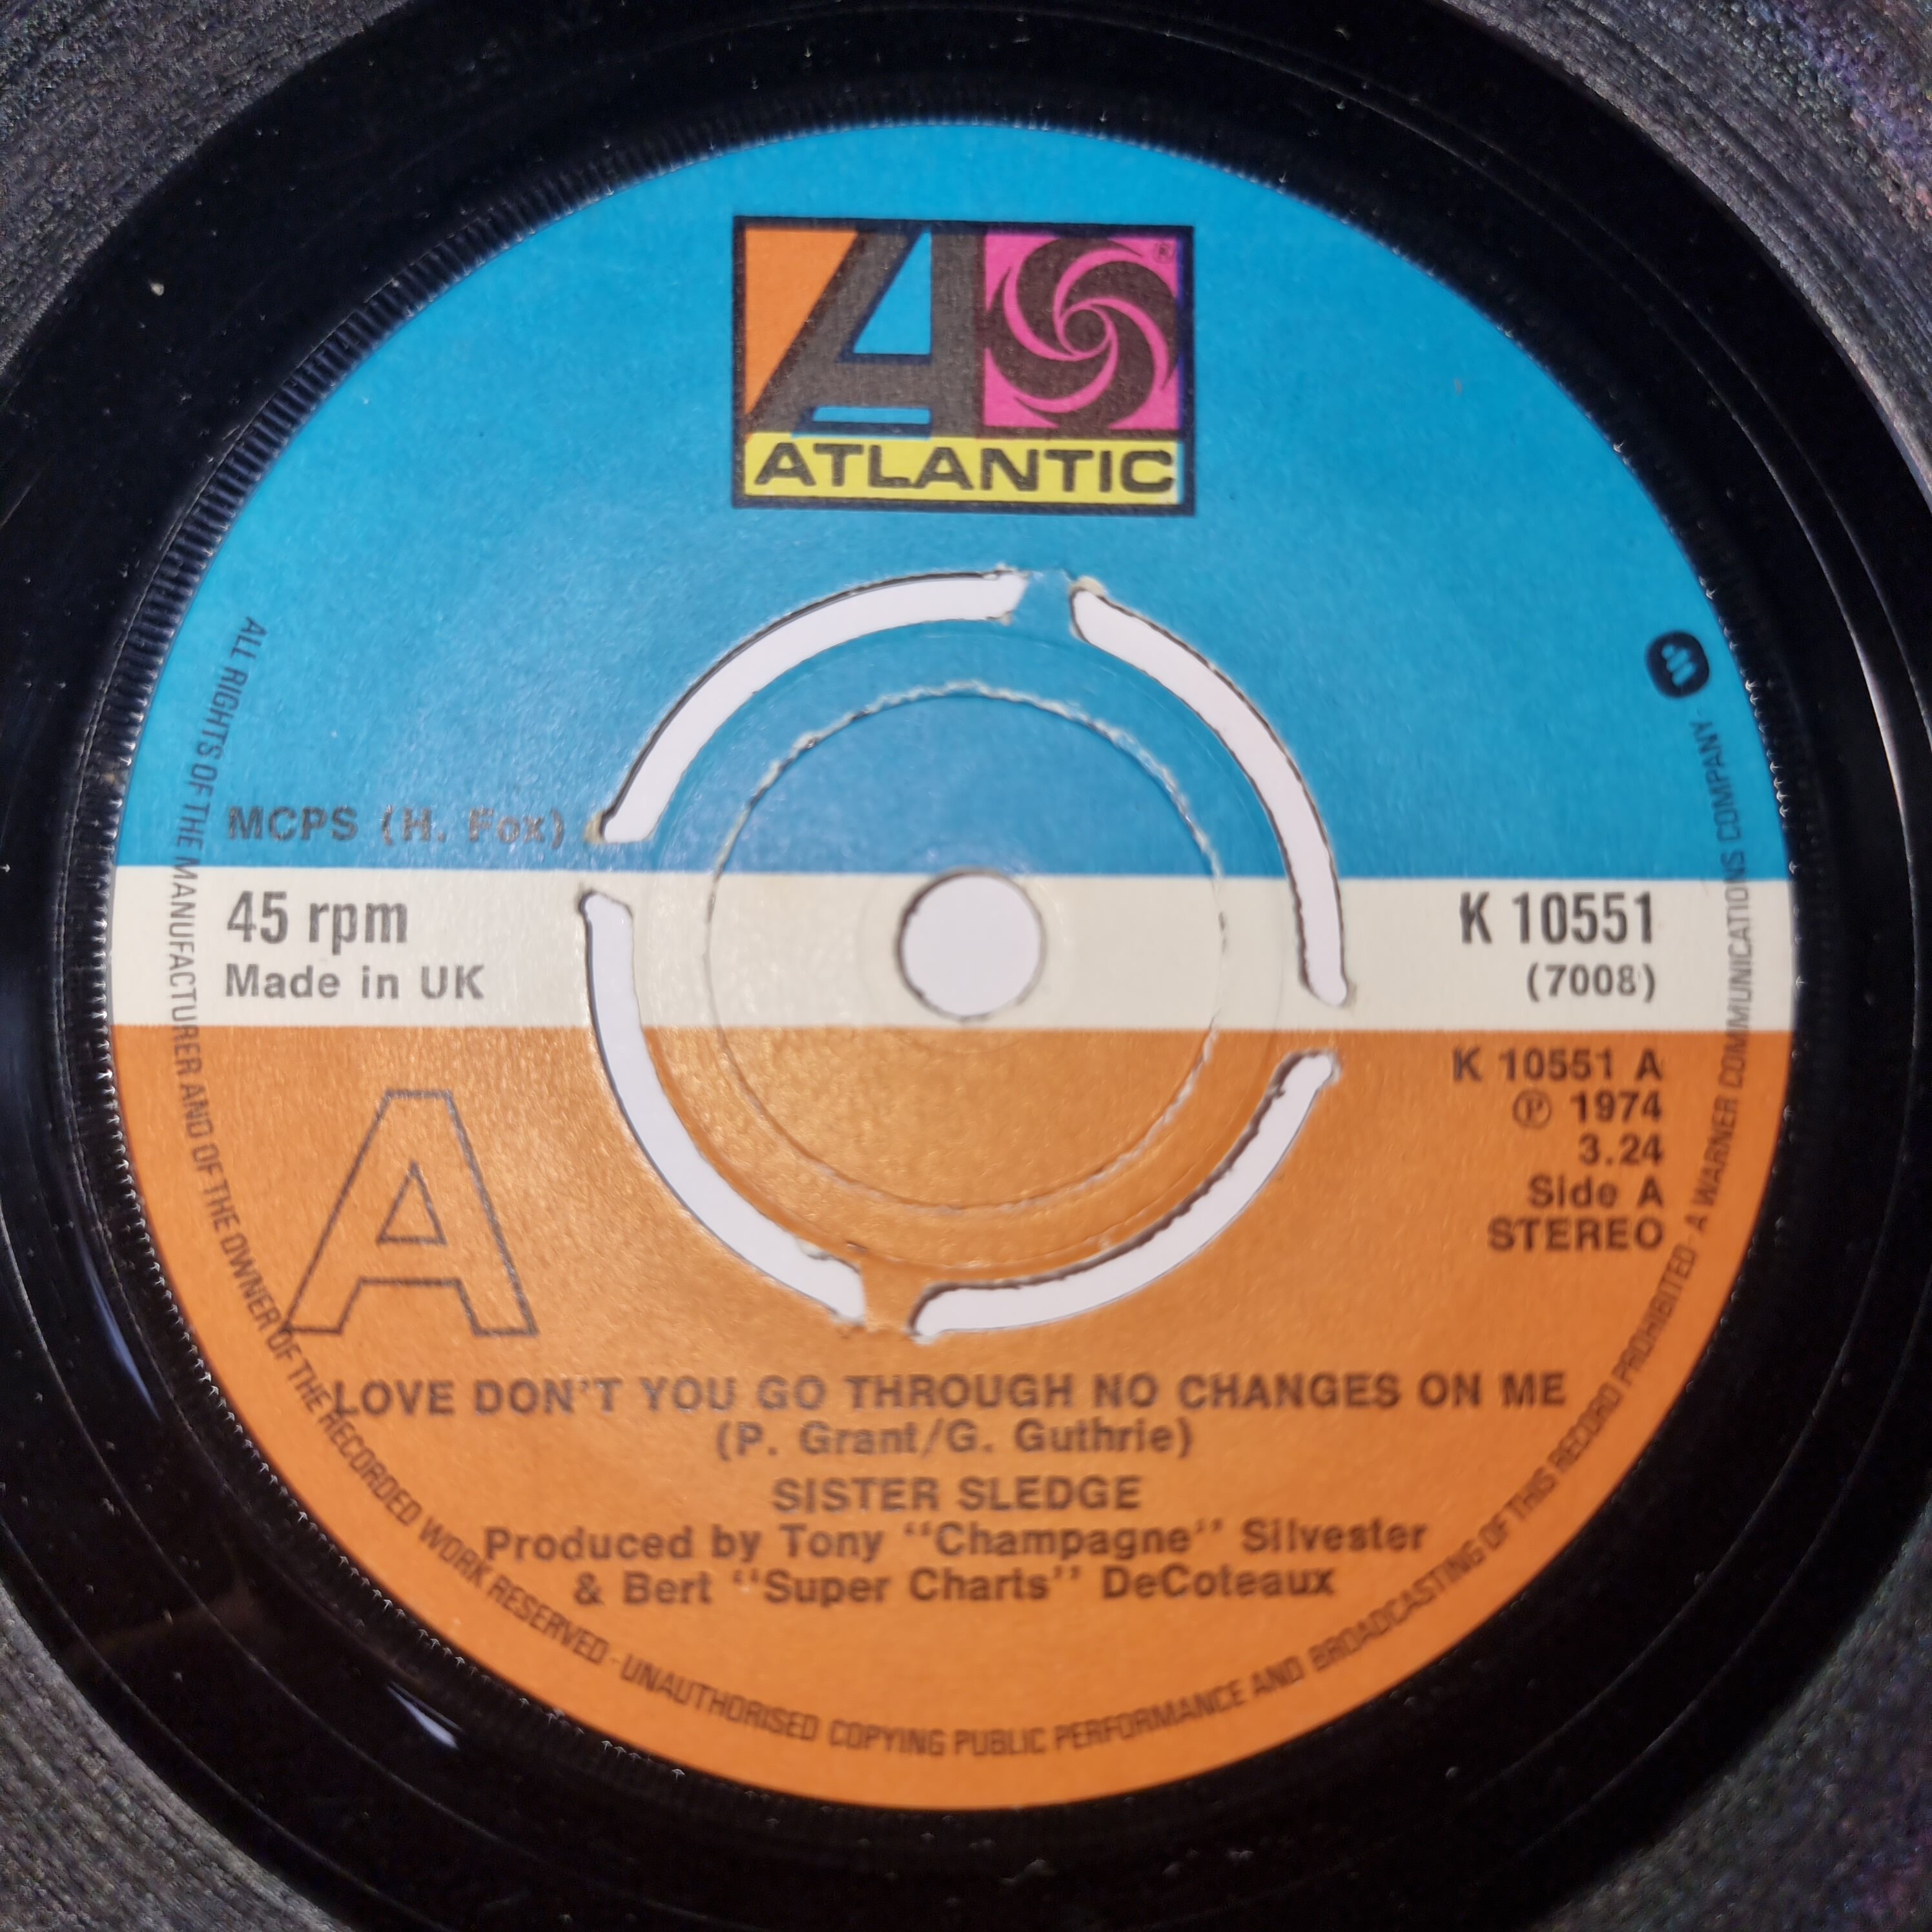 A
®
ATLANTIC
MCPS (H. Fox)
45 rpm
Made in UK
K 10551
(7008)
K 10551 A
Ⓟ 1974
3.24
Side A
STEREO
A
LOVE DON'T YOU GO THROUGH NO CHANGES ON ME
(P. Grant/G. Guthrie)
SISTER SLEDGE
Produced by Tony "Champagne" Silvester
& Bert "Super Charts" DeCoteaux
ALL RIGHTS OF THE MANUFACTURER AND OF THE OWNER OF THE RECORDED WORK RESERVED · UNAUTHORISED COPYING PUBLIC PERFORMANCE AND BROADCASTING OF THIS RECORD PROHIBITED · A WARNER COMMUNICATIONS COMPANY ·